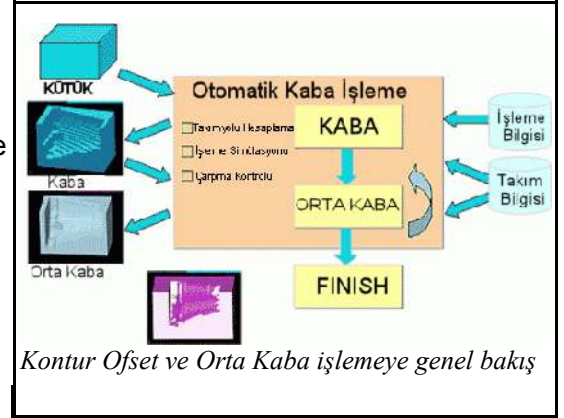 KÜTÜK
Otomatik Kaba İşleme
KABA
İşleme
Bilgisi
e
Kaba
ORTA KABA
Takım
Bilgisi
Orta Kaba
FINISH
Kontur Ofset ve Orta Kaba işlemeye genel bakış